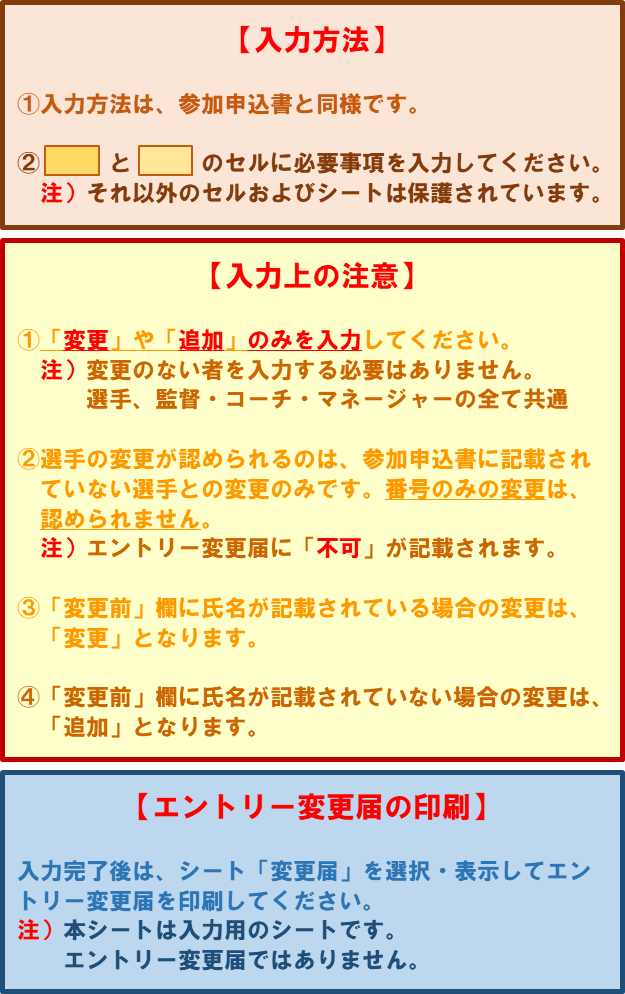 【入力方法】
①入力方法は、参加申込書と同様です。
② と のセルに必要事項を入力してください。
注）それ以外のセルおよびシートは保護されています。
【入力上の注意】
①「変更」や「追加」のみを入力してください。
注）変更のない者を入力する必要はありません。
選手、監督・コーチ・マネージャーの全て共通
②選手の変更が認められるのは、参加申込書に記載され
ていない選手との変更のみです。番号のみの変更は、
認められません。
注）エントリー変更届に「不可」が記載されます。
③「変更前」欄に氏名が記載されている場合の変更は、
「変更」となります。
④「変更前」欄に氏名が記載されていない場合の変更は、
「追加」となります。
【エントリー変更届の印刷】
入力完了後は、シート「変更届」を選択・表示してエン
トリー変更届を印刷してください。
注）本シートは入力用のシートです。
エントリー変更届ではありません。